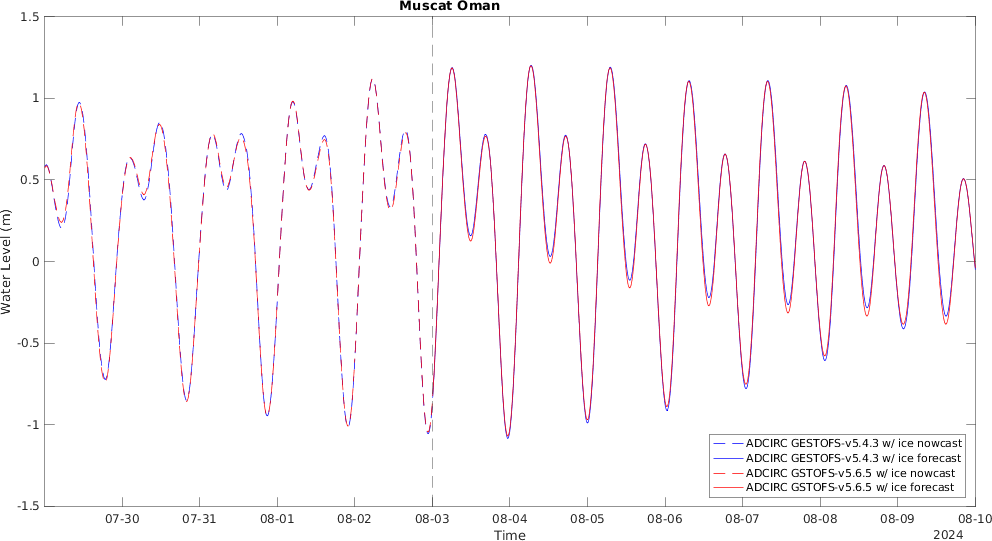 Muscat Oman
1.5
1
0.5
0
-0.5
-1
-1.5
Water Level (m)
ADCIRC GESTOFS-v5.4.3 w/ ice nowcast
ADCIRC GESTOFS-v5.4.3 w/ ice forecast
ADCIRC GSTOFS-v5.6.5 w/ ice nowcast
ADCIRC GSTOFS-v5.6.5 w/ ice forecast
07-30 07-31 08-01 08-02 08-03 08-04 08-05 08-06 08-07 08-08 08-09 08-10
Time
2024